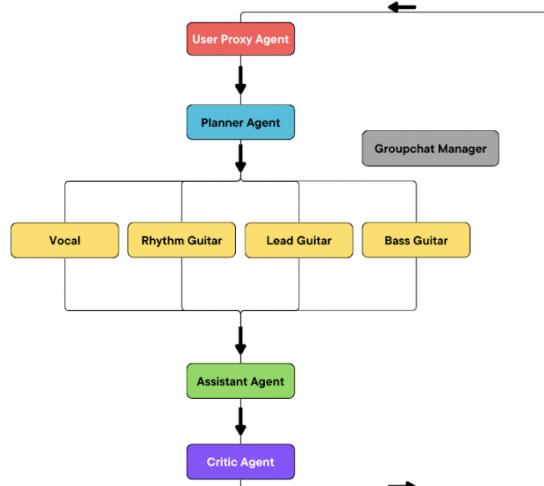 User Proxy Agent
Planner Agent
Groupchat Manager
Vocal
Rhythm Guitar
Lead Guitar
Bass Guitar
Assistant Agent
Critic Agent